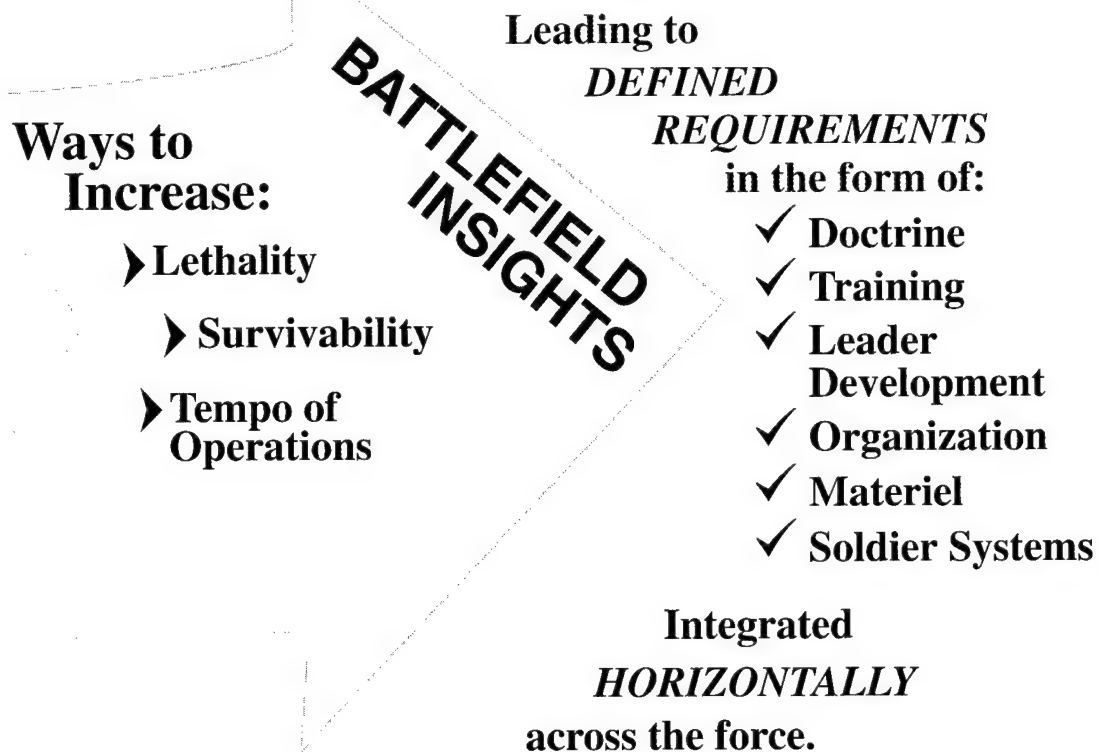 Ways to
Increase:
Lethality
Survivability
Tempo of
Operations
BATTLEFIELD
INSIGHTS
Leading to
DEFINED
REQUIREMENTS
in the form of:
✓ Doctrine
✓ Training
✓ Leader
Development
✓ Organization
✓ Materiel
✓ Soldier Systems
Integrated
HORIZONTALLY
across the force.